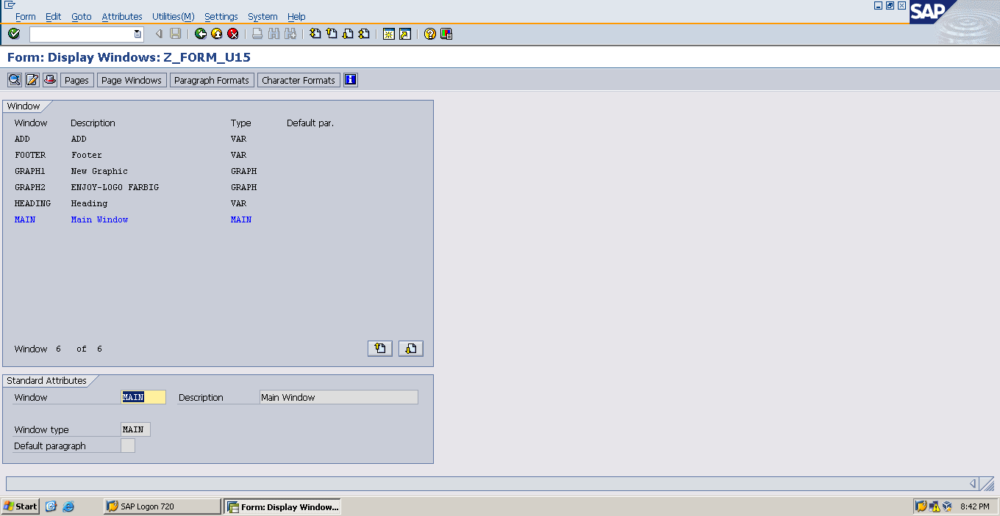 Form Edit Goto Attributes Utilities(M) Settings System Help
SAP
Form: Display Windows: Z_FORM_U15
Pages Page Windows Paragraph Formats Character Formats
Window
Window Description Type Default par.
ADD ADD VAR
FOOTER Footer VAR
GRAPH1 New Graphic GRAPH
GRAPH2 ENJOY-LOGO FARBIG GRAPH
HEADING Heading VAR
MAIN Main Window MAIN
Window 6 of 6
Standard Attributes
Window MAIN Description Main Window
Window type MAIN
Default paragraph
Start SAP Logon 720 Form: Display Window... 8:42 PM